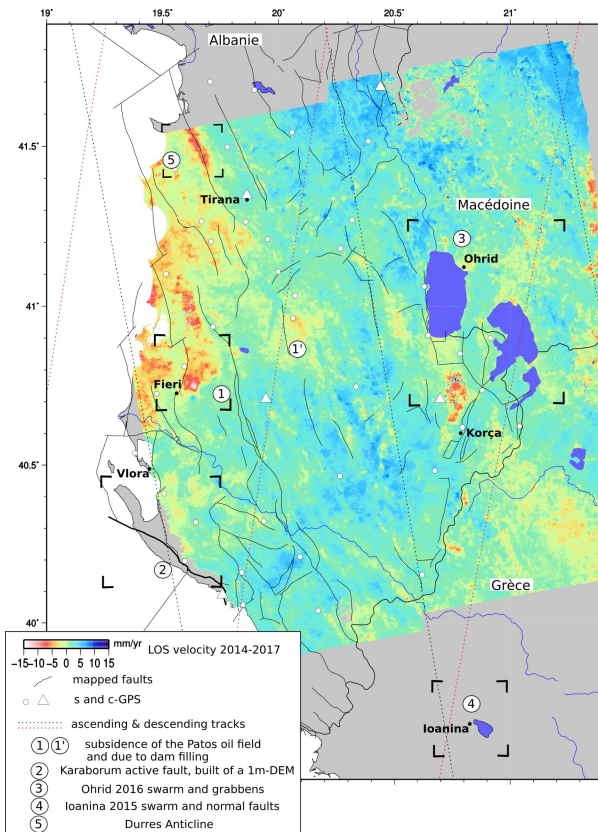 19° 19.5° 20° 20.5° 21°
Albanie
41.5°
5
Tirana
Macédoine
3
Ohrid
41°
1'
Fieri
1
Korça
40.5°
Vlora
2
Grèce
40°
mm/yr LOS velocity 2014-2017
−15−10 −5 0 5 10 15
mapped faults
s and c-GPS
ascending & descending tracks
1 1' subsidence of the Patos oil field
and due to dam filling
2 Karaborum active fault, built of a 1m-DEM
3 Ohrid 2016 swarm and grabbens
4 Ioanina 2015 swarm and normal faults
5 Durres Anticline
4
Ioanina